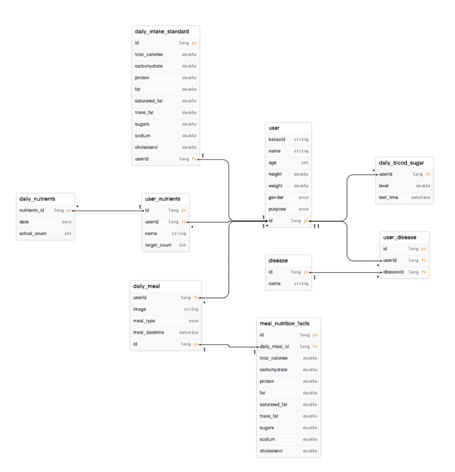 daily_intake_standard
id long pk
total_calories double
carbohydrate double
protein double
fat double
saturated_fat double
trans_fat double
sugars double
sodium double
cholesterol double
userid long fk
1
user
kakaoid string
name string
age int
height double
weight double
gender enum
purpose enum
id long pk
1
1 *
1 1
daily_blood_sugar
userid long fk
level double
test_time datetime
*
daily_nutrients
nutrients_id long pk
date date
actual_count int
*
user_nutrients
id long pk
userid long fk
name string
target_count int
1
*
user_disease
id long pk
userid long fk
diseaseid long fk
*
*
disease
id long pk
name string
1
daily_meal
userid long fk
image string
meal_type enum
meal_datetime datetime
id long pk
*
1
meal_nutrition_facts
id long pk
daily_meal_id long fk
total_calories double
carbohydrate double
protein double
fat double
saturated_fat double
trans_fat double
sugars double
sodium double
cholesterol double
1